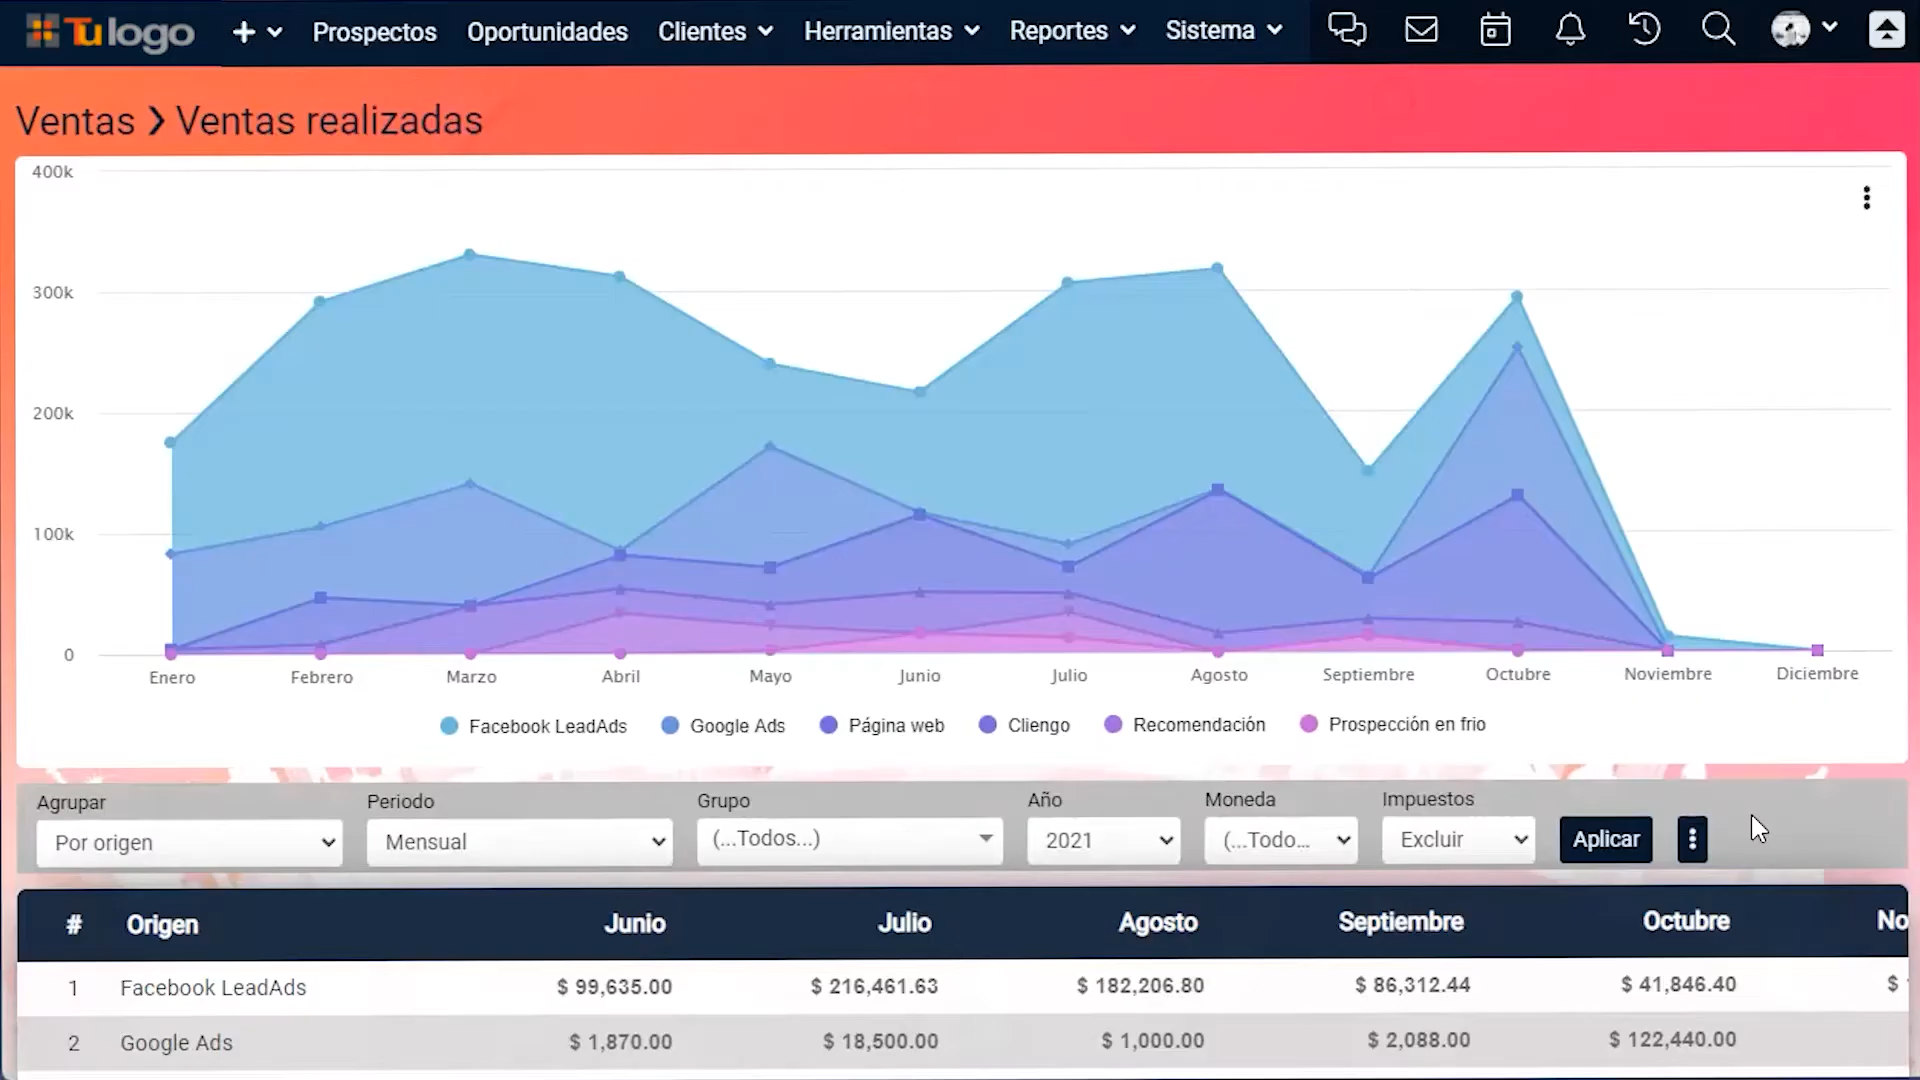 Tulogo
Prospectos
Oportunidades
Clientes
Herramientas
Reportes
Sistema
Ventas ❯ Ventas realizadas
400k
300k
200k
100k
0
Enero
Febrero
Marzo
Abril
Mayo
Junio
Julio
Agosto
Septiembre
Octubre
Noviembre
Diciembre
Facebook LeadAds
Google Ads
Página web
Cliengo
Recomendación
Prospección en frio
Agrupar
Periodo
Grupo
Año
Moneda
Impuestos
Por origen
Mensual
(...Todos...)
2021
(...Todo...
Excluir
Aplicar
# Origen Junio Julio Agosto Septiembre Octubre No
1 Facebook LeadAds $ 99,635.00 $ 216,461.63 $ 182,206.80 $ 86,312.44 $ 41,846.40 $
2 Google Ads $ 1,870.00 $ 18,500.00 $ 1,000.00 $ 2,088.00 $ 122,440.00